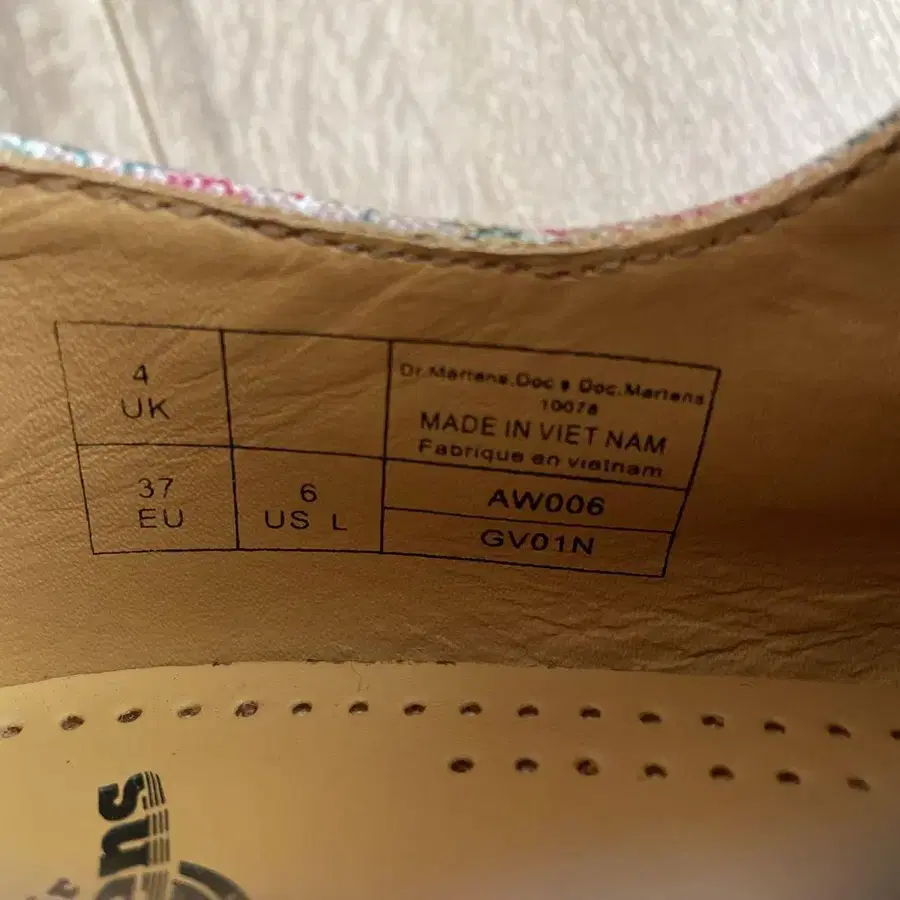 4
UK
Dr.Martens.Doc s Doc.Martens
10078
MADE IN VIET NAM
Fabrique en vietnam
37
EU
6
US L
AW006
GV01N
ens